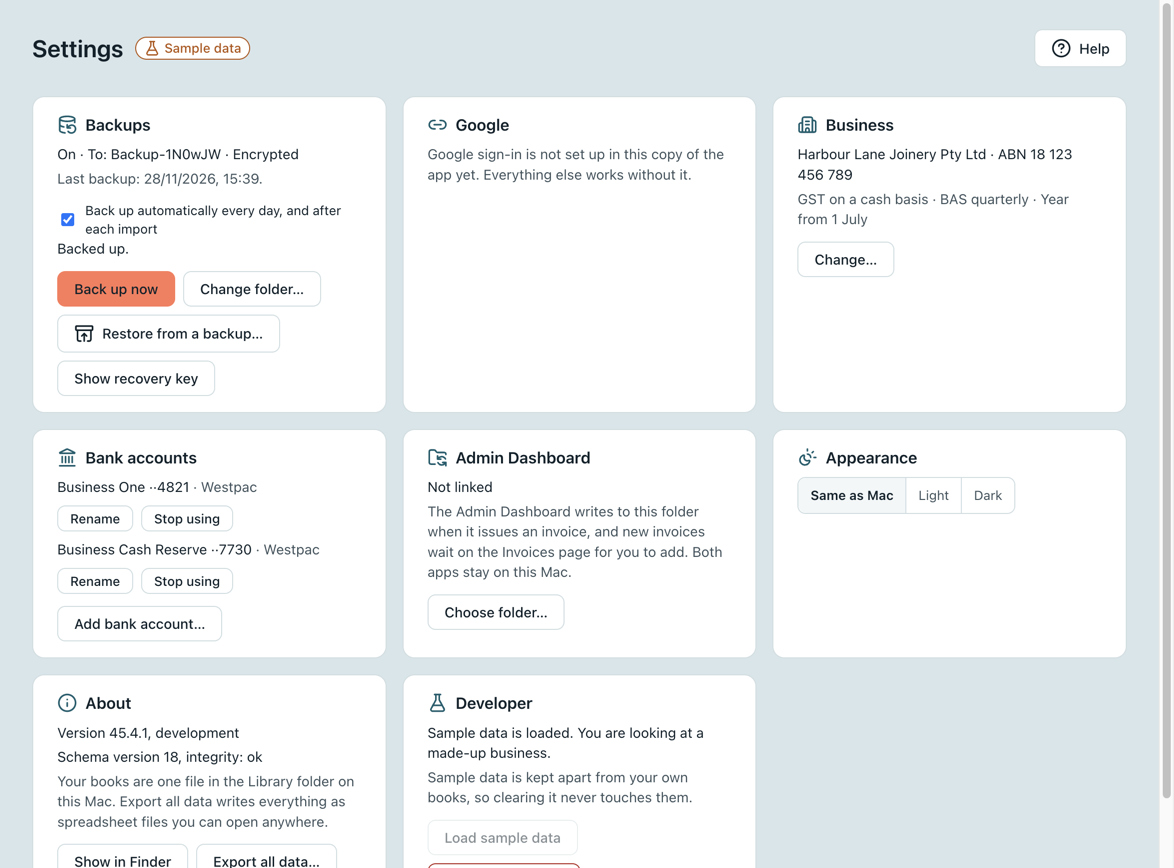 Settings
Sample data
Help
Backups
On · To: Backup-1N0wJW · Encrypted
Last backup: 28/11/2026, 15:39.
Back up automatically every day, and after
each import
Backed up.
Back up now
Change folder...
Restore from a backup...
Show recovery key
Google
Google sign-in is not set up in this copy of the
app yet. Everything else works without it.
Business
Harbour Lane Joinery Pty Ltd · ABN 18 123
456 789
GST on a cash basis · BAS quarterly · Year
from 1 July
Change...
Bank accounts
Business One ··4821 · Westpac
Rename
Stop using
Business Cash Reserve ··7730 · Westpac
Rename
Stop using
Add bank account...
Admin Dashboard
Not linked
The Admin Dashboard writes to this folder
when it issues an invoice, and new invoices
wait on the Invoices page for you to add. Both
apps stay on this Mac.
Choose folder...
Appearance
Same as Mac
Light
Dark
About
Version 45.4.1, development
Schema version 18, integrity: ok
Your books are one file in the Library folder on
this Mac. Export all data writes everything as
spreadsheet files you can open anywhere.
Show in Finder
Export all data...
Developer
Sample data is loaded. You are looking at a
made-up business.
Sample data is kept apart from your own
books, so clearing it never touches them.
Load sample data